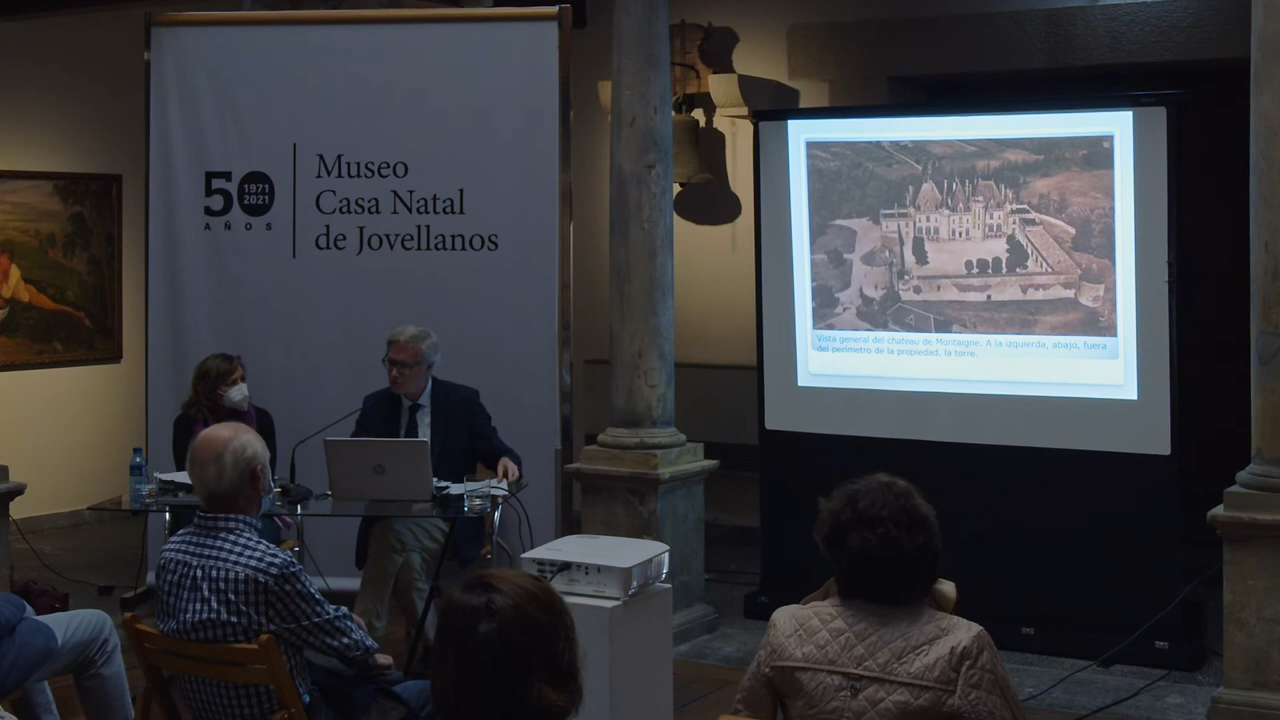 50
1971
2021
AÑOS
Museo
Casa Natal
de Jovellanos
Vista general del chateau de Montaigne. A la izquierda, abajo, fuera
del perímetro de la propiedad, la torre.
hp